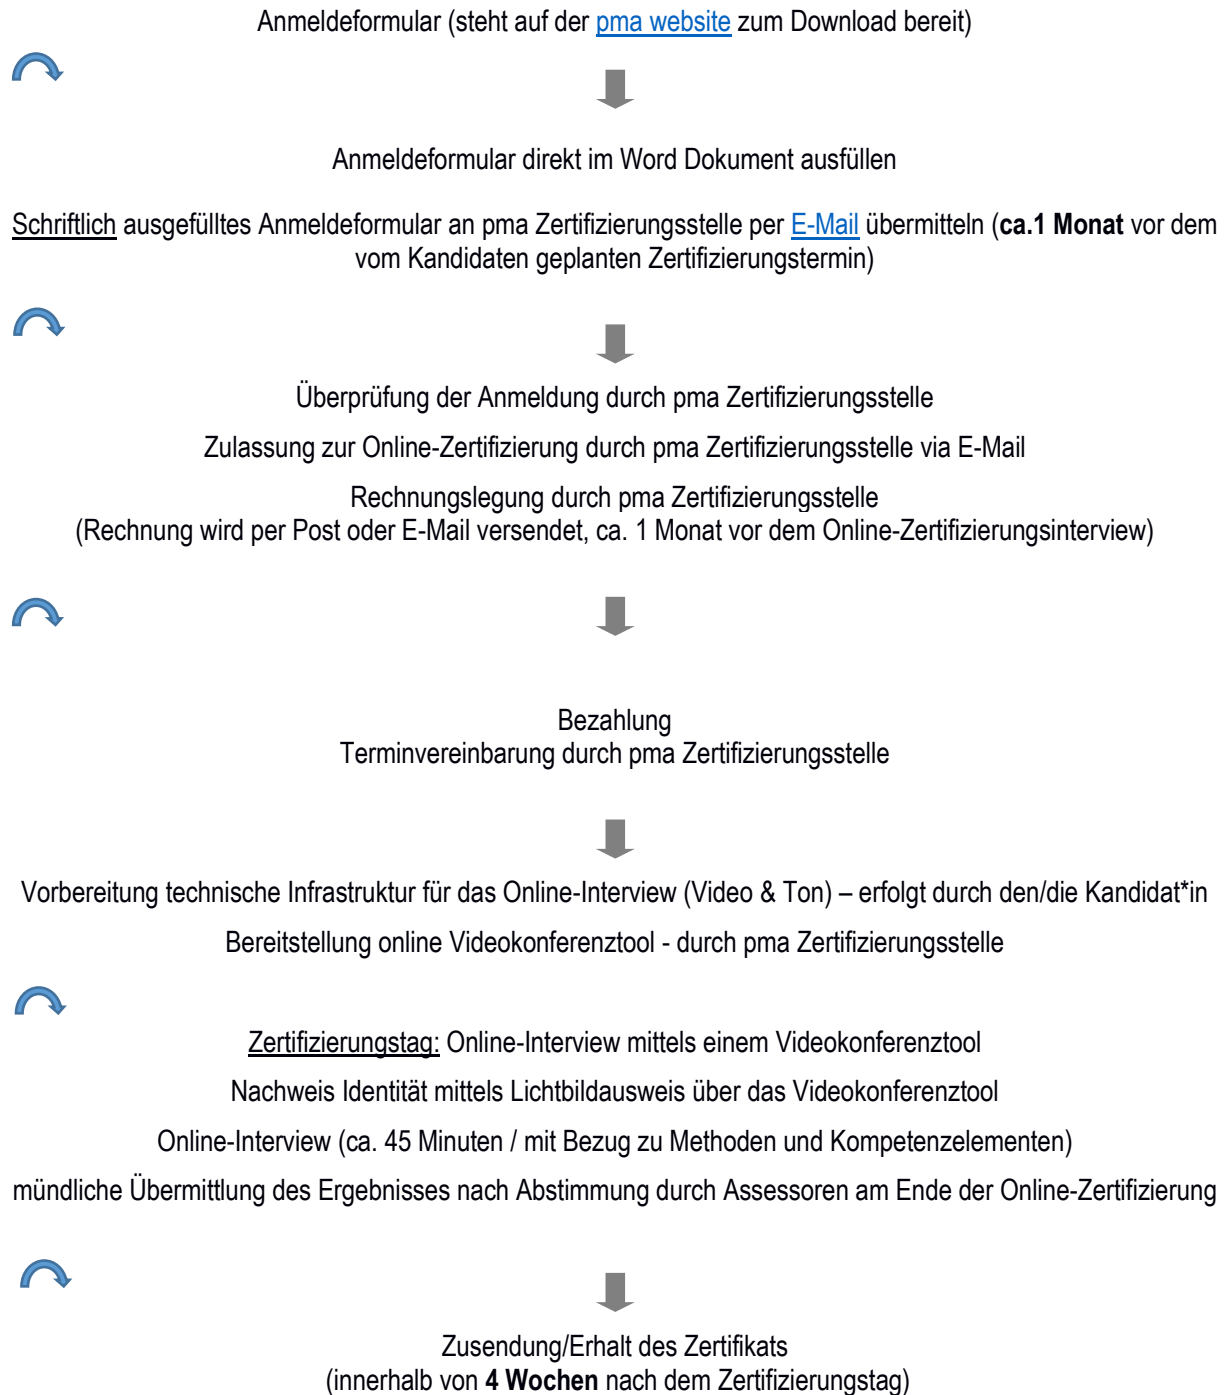 Anmeldeformular (steht auf der pma website zum Download bereit)
Anmeldeformular direkt im Word Dokument ausfüllen
Schriftlich ausgefülltes Anmeldeformular an pma Zertifizierungsstelle per E-Mail übermitteln (ca.1 Monat vor dem
vom Kandidaten geplanten Zertifizierungstermin)
Überprüfung der Anmeldung durch pma Zertifizierungsstelle
Zulassung zur Online-Zertifizierung durch pma Zertifizierungsstelle via E-Mail
Rechnungslegung durch pma Zertifizierungsstelle
(Rechnung wird per Post oder E-Mail versendet, ca. 1 Monat vor dem Online-Zertifizierungsinterview)
Bezahlung
Terminvereinbarung durch pma Zertifizierungsstelle
Vorbereitung technische Infrastruktur für das Online-Interview (Video & Ton) – erfolgt durch den/die Kandidat*in
Bereitstellung online Videokonferenztool - durch pma Zertifizierungsstelle
Zertifizierungstag: Online-Interview mittels einem Videokonferenztool
Nachweis Identität mittels Lichtbildausweis über das Videokonferenztool
Online-Interview (ca. 45 Minuten / mit Bezug zu Methoden und Kompetenzelementen)
mündliche Übermittlung des Ergebnisses nach Abstimmung durch Assessoren am Ende der Online-Zertifizierung
Zusendung/Erhalt des Zertifikats
(innerhalb von 4 Wochen nach dem Zertifizierungstag)